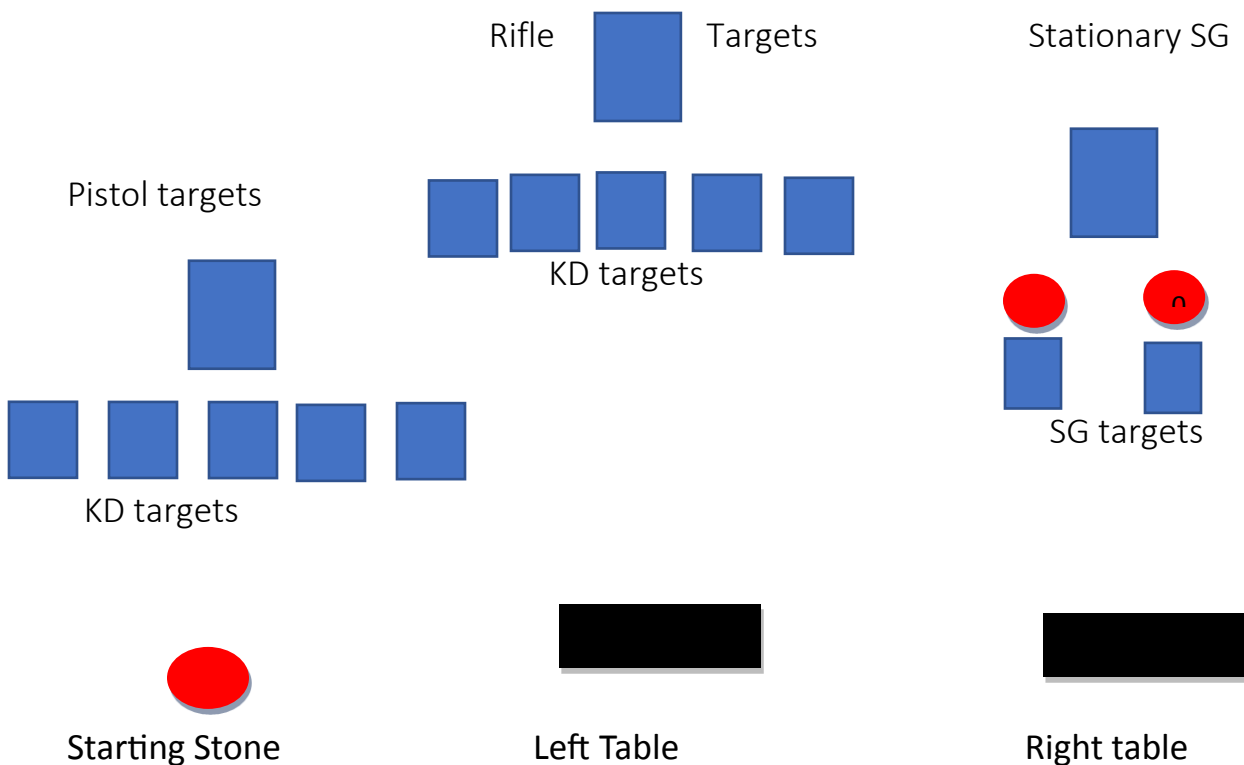 Rifle Targets Stationary SG
Pistol targets
KD targets
SG targets
KD targets
Starting Stone Left Table Right table